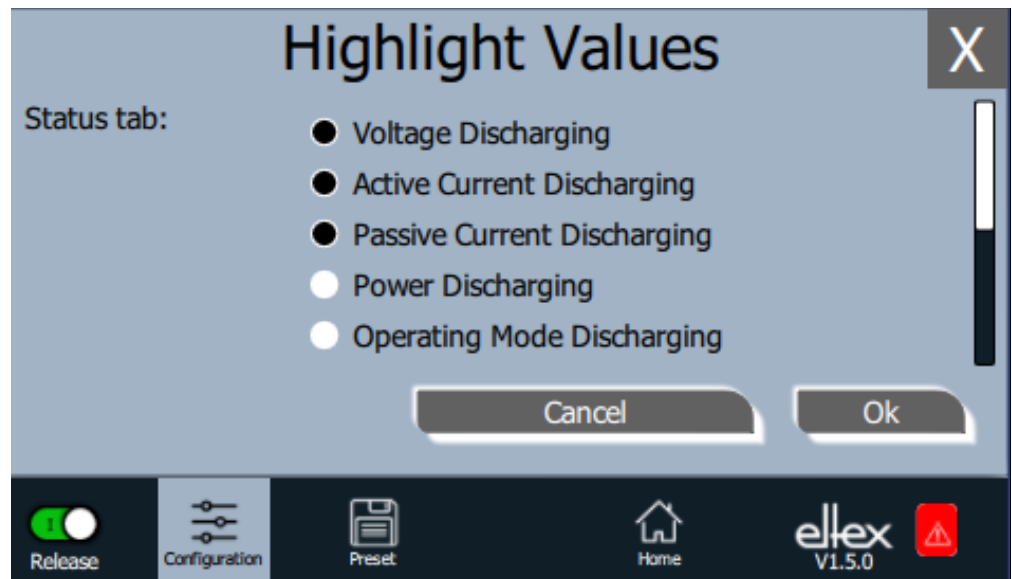 Highlight Values
X
Status tab:
Voltage Discharging
Active Current Discharging
Passive Current Discharging
Power Discharging
Operating Mode Discharging
Cancel
Ok
I
Release
Configuration
Preset
Home
ellex
V1.5.0